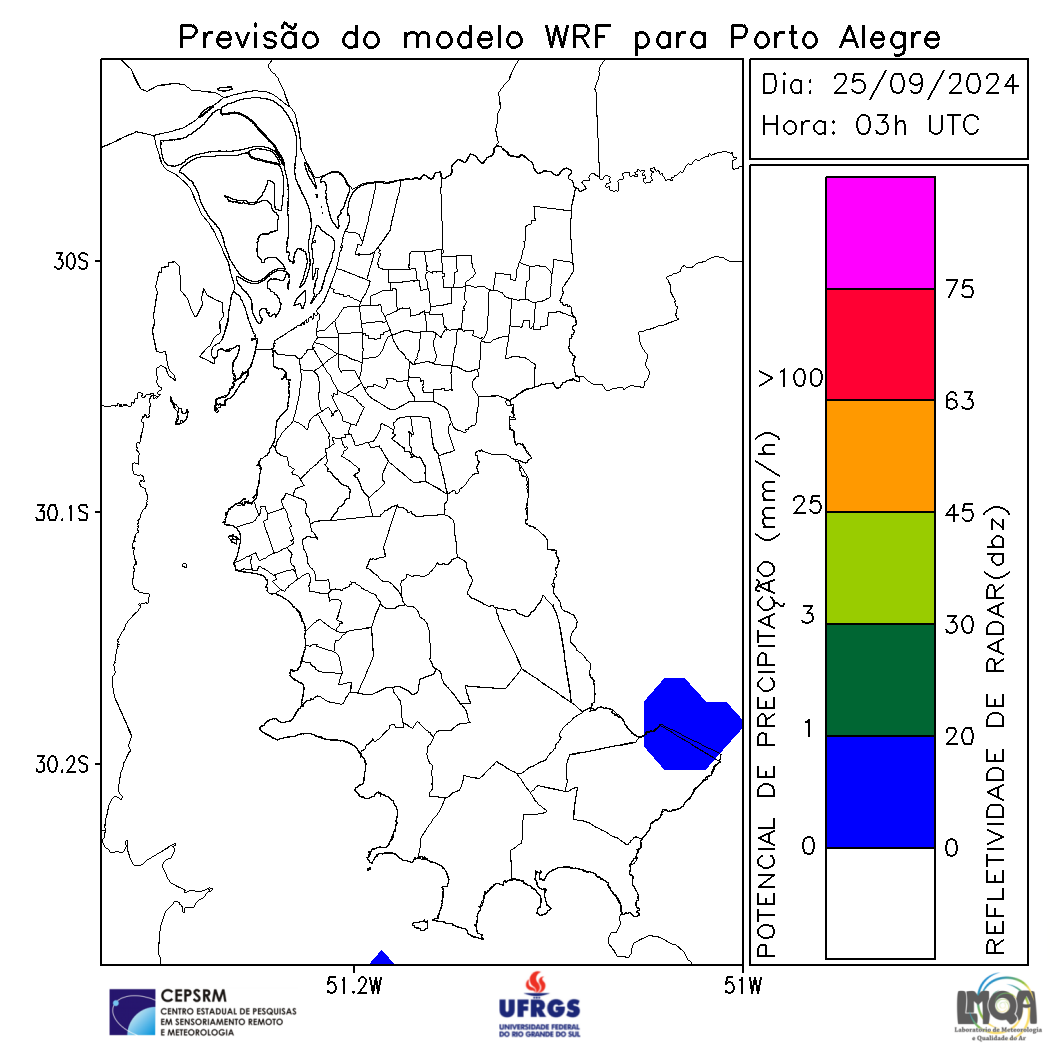 Previsão do modelo WRF para Porto Alegre
Dia: 25/09/2024
Hora: 03h UTC
30S
30.1S
30.2S
51.2W
51W
POTENCIAL DE PRECIPITAÇÃO (mm/h)
>100
25
3
1
0
75
63
45
30
20
0
REFLETIVIDADE DE RADAR(dbz)
CEPSRM
CENTRO ESTADUAL DE PESQUISAS
EM SENSORIAMENTO REMOTO
E METEOROLOGIA
UFRGS
UNIVERSIDADE FEDERAL
DO RIO GRANDE DO SUL
LMQA
Laboratório de Meteorologia
e Qualidade do Ar